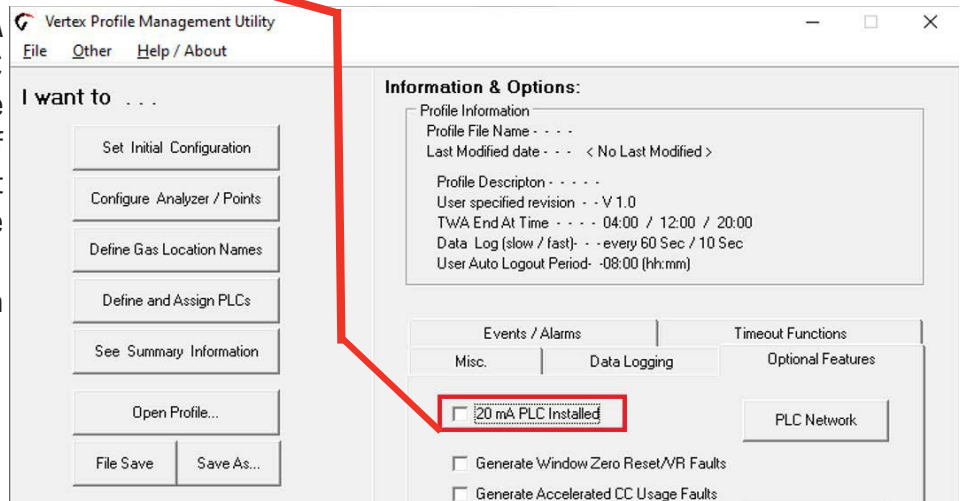 Vertex Profile Management Utility
File Other Help / About
I want to . . .
Set Initial Configuration
Configure Analyzer / Points
Define Gas Location Names
Define and Assign PLCs
See Summary Information
Open Profile...
File Save Save As...
Information & Options:
Profile Information
Profile File Name - - - -
Last Modified date - - - < No Last Modified >
Profile Descripton - - - - -
User specified revision - - V 1.0
TWA End At Time - - - - 04:00 / 12:00 / 20:00
Data Log (slow / fast)- - - every 60 Sec / 10 Sec
User Auto Logout Period- -08:00 (hh:mm)
Events / Alarms Timeout Functions
Misc. Data Logging Optional Features
20 mA PLC Installed PLC Network
Generate Window Zero Reset/VR Faults
Generate Accelerated CC Usage Faults